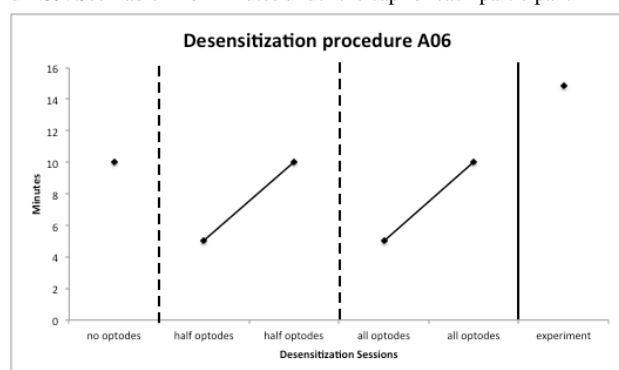 Desensitization procedure A06
16
14
12
10
8
6
4
2
0
Minutes
no optodes half optodes half optodes all optodes all optodes experiment
Desensitization Sessions